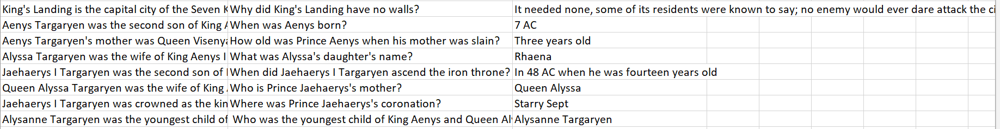 King's Landing is the capital city of the Seven Why did King's Landing have no walls? It needed none, some of its residents were known to say; no enemy would ever dare attack the
Aenys Targaryen was the second son of King When was Aenys born? 7 AC
Aenys Targaryen's mother was Queen How old was Prince Aenys when his mother was slain? Three years old
Alyssa Targaryen was the wife of King Aenys I What was Alyssa's daughter's name? Rhaena
Jaehaerys I Targaryen was the second son of When did Jaehaerys I Targaryen ascend the iron throne? In 48 AC when he was fourteen years old
Queen Alyssa Targaryen was the wife of King Who is Prince Jaehaerys's mother? Queen Alyssa
Jaehaerys I Targaryen was crowned as the Where was Prince Jaehaerys's coronation? Starry Sept
Alysanne Targaryen was the youngest child of Who was the youngest child of King Aenys and Queen Alysanne Targaryen